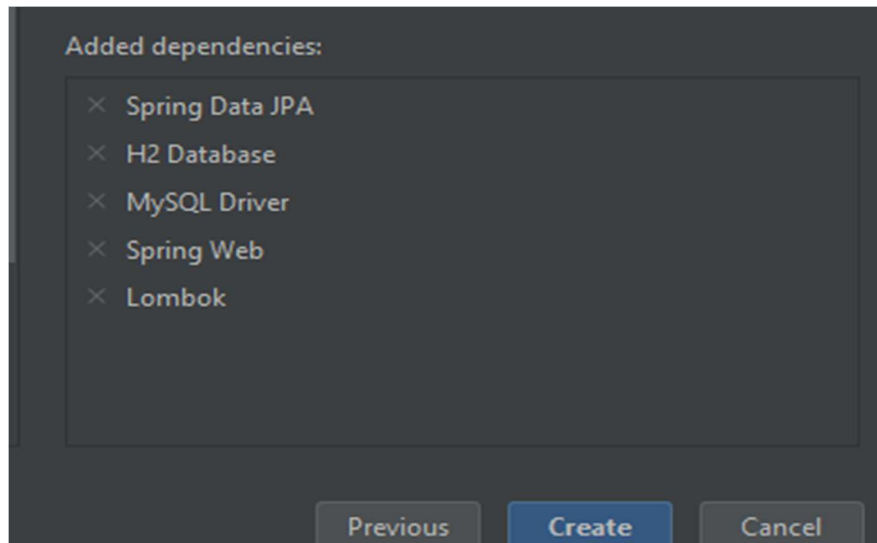 Added dependencies:
Spring Data JPA
H2 Database
MySQL Driver
Spring Web
Lombok
Previous Create Cancel